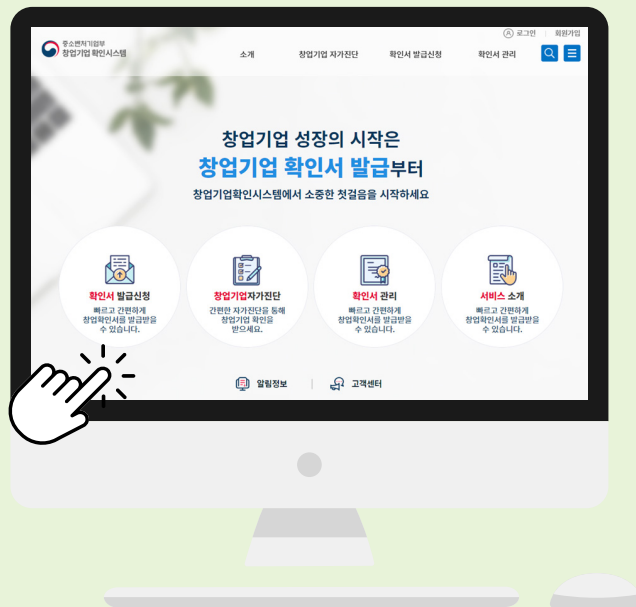 로그인 회원가입
중소벤처기업부
창업기업 확인시스템
소개 창업기업 자가진단 확인서 발급신청 확인서 관리
창업기업 성장의 시작은
창업기업 확인서 발급부터
창업기업확인시스템에서 소중한 첫걸음을 시작하세요
확인서 발급신청
빠르고 간편하게
창업확인서를 발급받을
수 있습니다.
창업기업자가진단
간편한 자가진단을 통해
창업기업 확인을
받으세요.
확인서 관리
빠르고 간편하게
창업확인서를 발급받을
수 있습니다.
서비스 소개
빠르고 간편하게
창업확인서를 발급받을
수 있습니다.
알림정보 고객센터